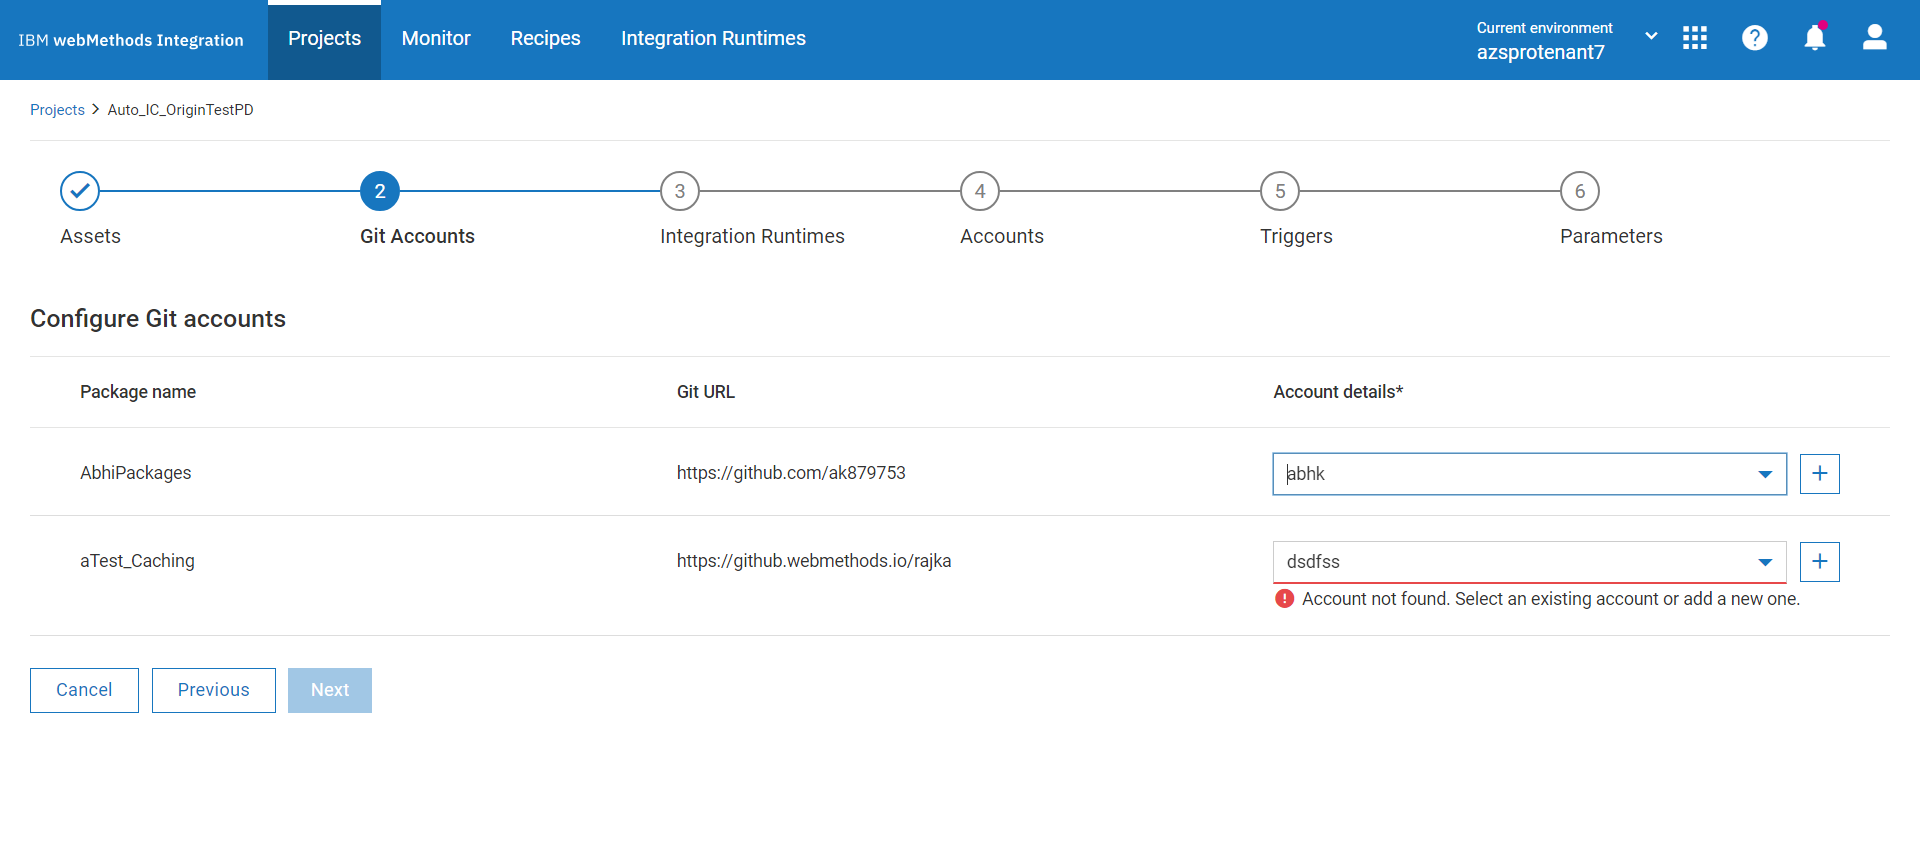 IBM webMethods Integration
Projects
Monitor
Recipes
Integration Runtimes
Current environment
azsprotenant7
Projects > Auto_IC_OriginTestPD
2
3
4
5
6
Assets
Git Accounts
Integration Runtimes
Accounts
Triggers
Parameters
Configure Git accounts
Package name
Git URL
Account details*
AbhiPackages
https://github.com/ak879753
abhk
aTest_Caching
https://github.webmethods.io/rajka
dsdfss
Account not found. Select an existing account or add a new one.
Cancel
Previous
Next